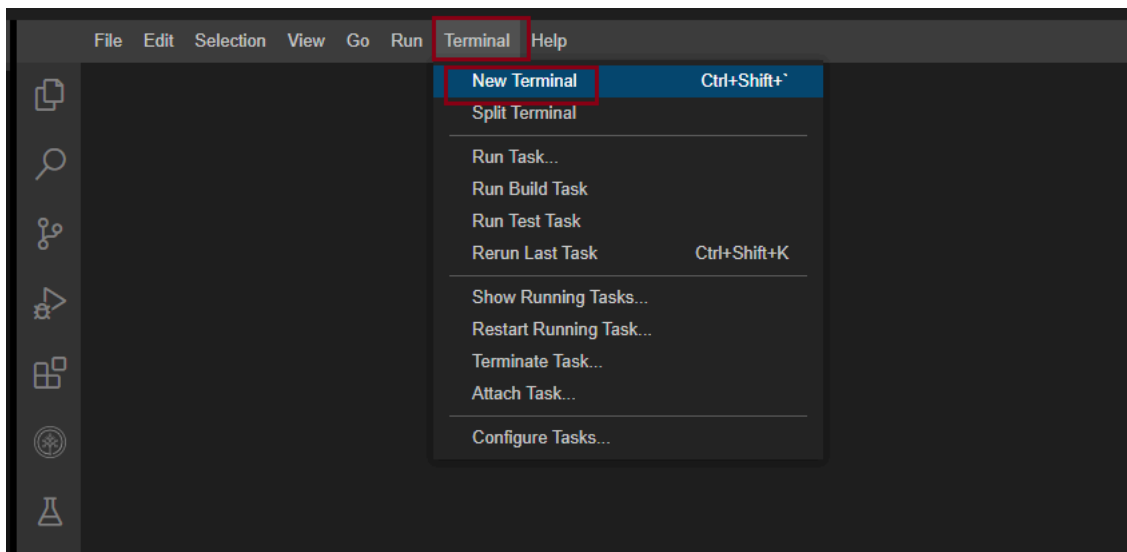 File Edit Selection View Go Run Terminal Help
New Terminal Ctrl+Shift+`
Split Terminal
Run Task...
Run Build Task
Run Test Task
Rerun Last Task Ctrl+Shift+K
Show Running Tasks...
Restart Running Task...
Terminate Task...
Attach Task...
Configure Tasks...